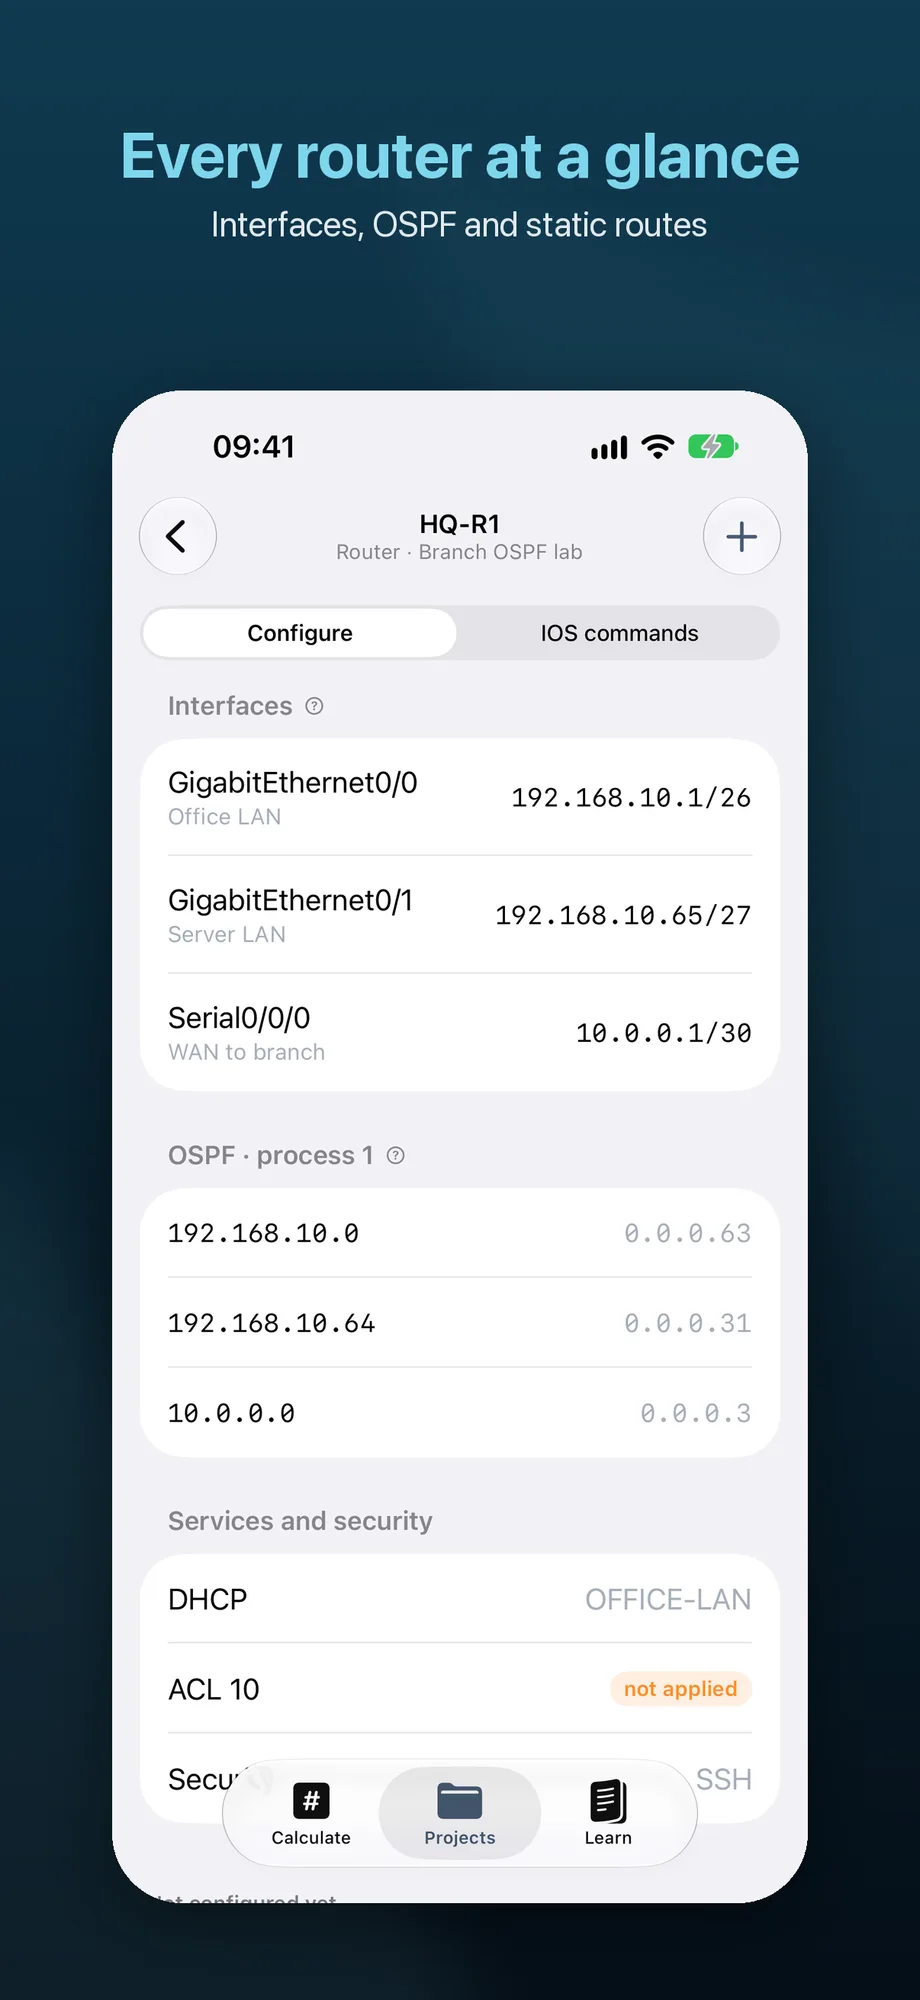 Every router at a glance
Interfaces, OSPF and static routes
09:41
HQ-R1
Router · Branch OSPF lab
Configure
IOS commands
Interfaces ?
GigabitEthernet0/0
Office LAN
192.168.10.1/26
GigabitEthernet0/1
Server LAN
192.168.10.65/27
Serial0/0/0
WAN to branch
10.0.0.1/30
OSPF · process 1 ?
192.168.10.0 0.0.0.63
192.168.10.64 0.0.0.31
10.0.0.0 0.0.0.3
Services and security
DHCP OFFICE-LAN
ACL 10 not applied
SSH
#
Calculate
Projects
Learn
configured yet